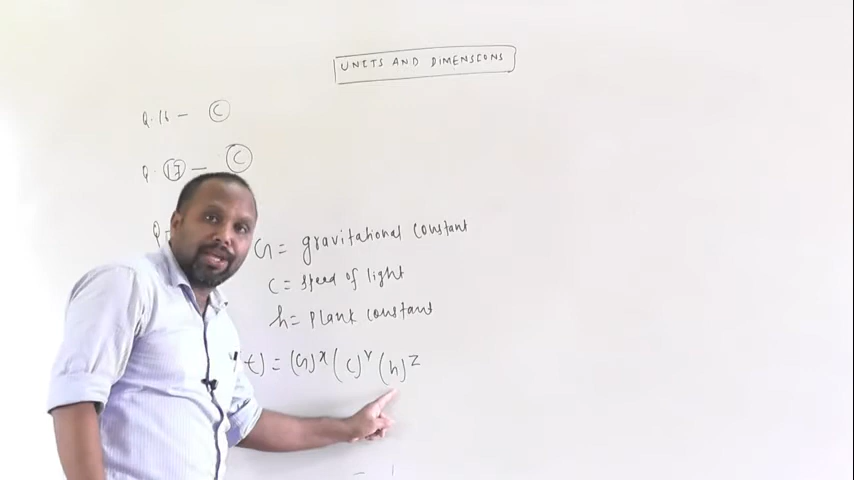 UNITS AND DIMENSIONS
Q.16 - C
Q. 17 - C
Q
G = gravitational constant
C = speed of light
h = plank constant
t) = (G)^x (C)^y (h)^z